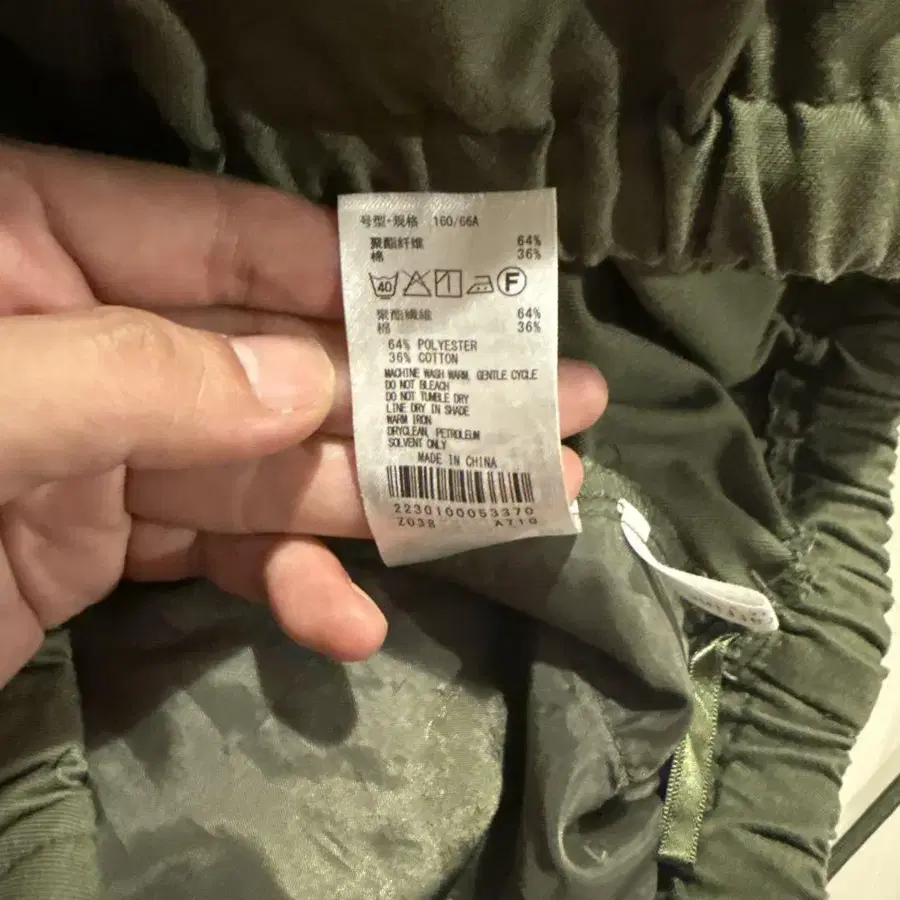 号型·规格 160/66A
聚酯纤维 64%
棉 36%
40 F
聚酯纖維 64%
棉 36%
64% POLYESTER
36% COTTON
MACHINE WASH WARM, GENTLE CYCLE
DO NOT BLEACH
DO NOT TUMBLE DRY
LINE DRY IN SHADE
WARM IRON
DRYCLEAN, PETROLEUM
SOLVENT ONLY
MADE IN CHINA
2230100053370
Z038 A710